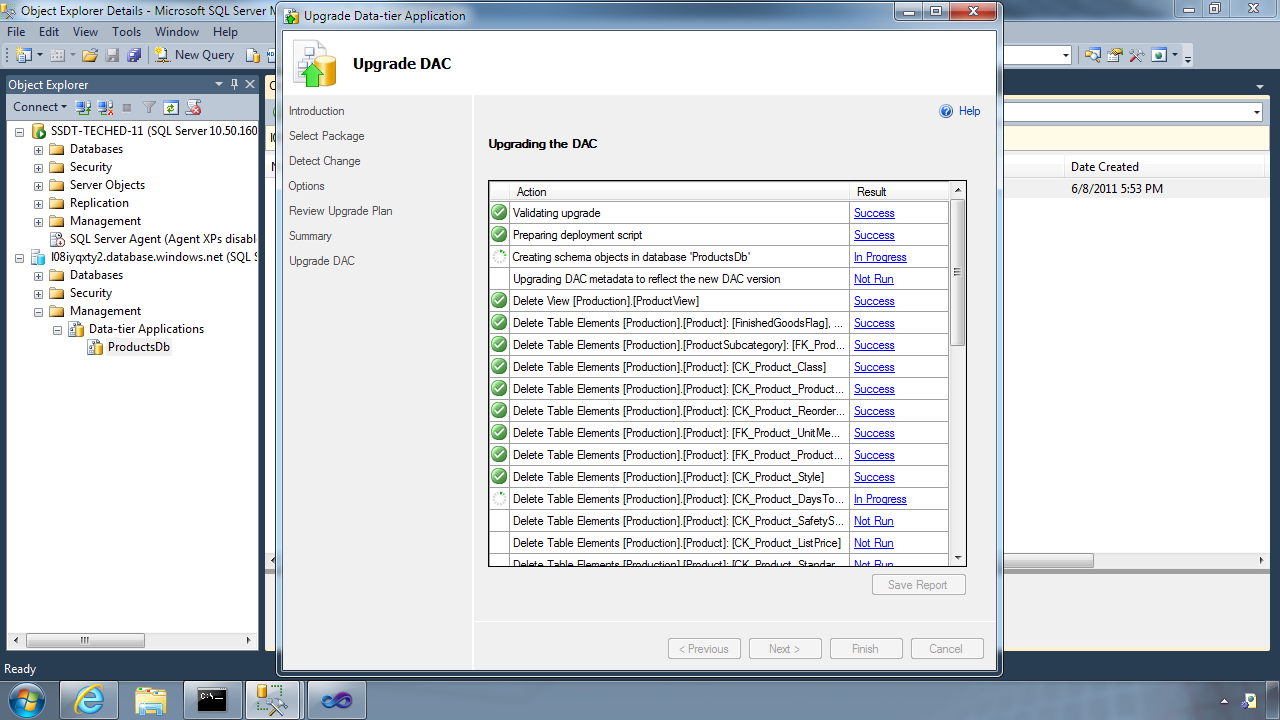 Object Explorer Details - Microsoft SQL Server M
File Edit View Tools Window Help
New Query
Object Explorer
Connect
SSDT-TECHED-11 (SQL Server 10.50.160
Databases
Security
Server Objects
Replication
Management
SQL Server Agent (Agent XPs disabl
l08iyqxty2.database.windows.net (SQL S
Databases
Security
Management
Data-tier Applications
ProductsDb
Ready
Upgrade Data-tier Application
Upgrade DAC
Introduction
Select Package
Detect Change
Options
Review Upgrade Plan
Summary
Upgrade DAC
Help
Upgrading the DAC
Action Result
Validating upgrade Success
Preparing deployment script Success
Creating schema objects in database 'ProductsDb' In Progress
Upgrading DAC metadata to reflect the new DAC version Not Run
Delete View [Production].[ProductView] Success
Delete Table Elements [Production].[Product]: [FinishedGoodsFlag], ... Success
Delete Table Elements [Production].[ProductSubcategory]: [FK_Prod... Success
Delete Table Elements [Production].[Product]: [CK_Product_Class] Success
Delete Table Elements [Production].[Product]: [CK_Product_Product... Success
Delete Table Elements [Production].[Product]: [CK_Product_Reorder... Success
Delete Table Elements [Production].[Product]: [FK_Product_UnitMe... Success
Delete Table Elements [Production].[Product]: [FK_Product_Product... Success
Delete Table Elements [Production].[Product]: [CK_Product_Style] Success
Delete Table Elements [Production].[Product]: [CK_Product_DaysTo... In Progress
Delete Table Elements [Production].[Product]: [CK_Product_SafetyS... Not Run
Delete Table Elements [Production].[Product]: [CK_Product_ListPrice] Not Run
Delete Table Elements [Production].[Product]: [CK_Product_Standar... Not Run
Save Report
< Previous Next > Finish Cancel
Date Created
6/8/2011 5:53 PM